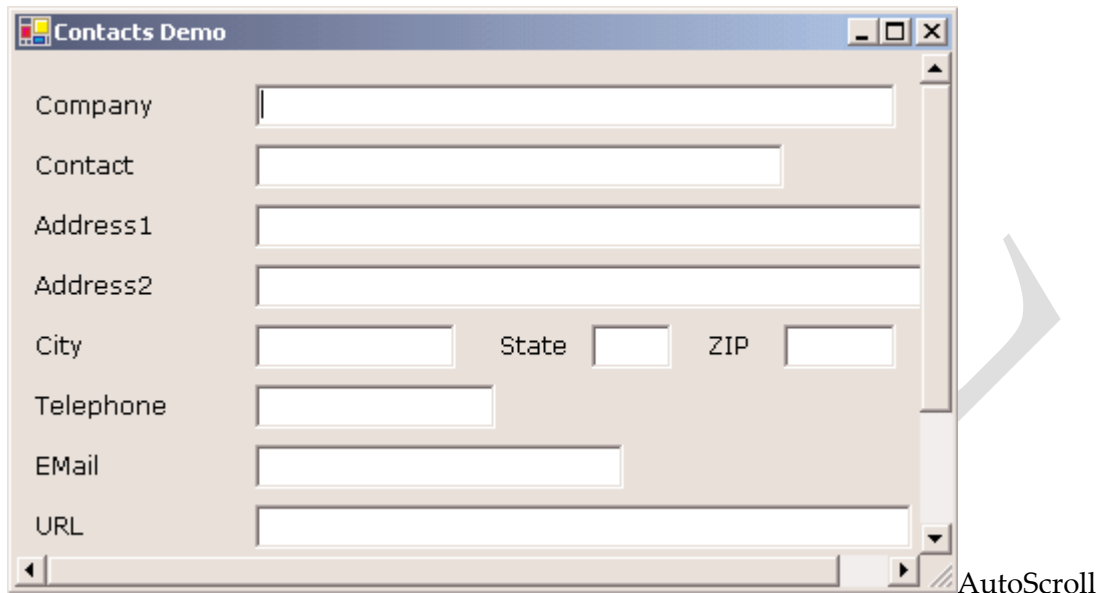 Contacts Demo
Company
Contact
Address1
Address2
City State ZIP
Telephone
EMail
URL
AutoScroll